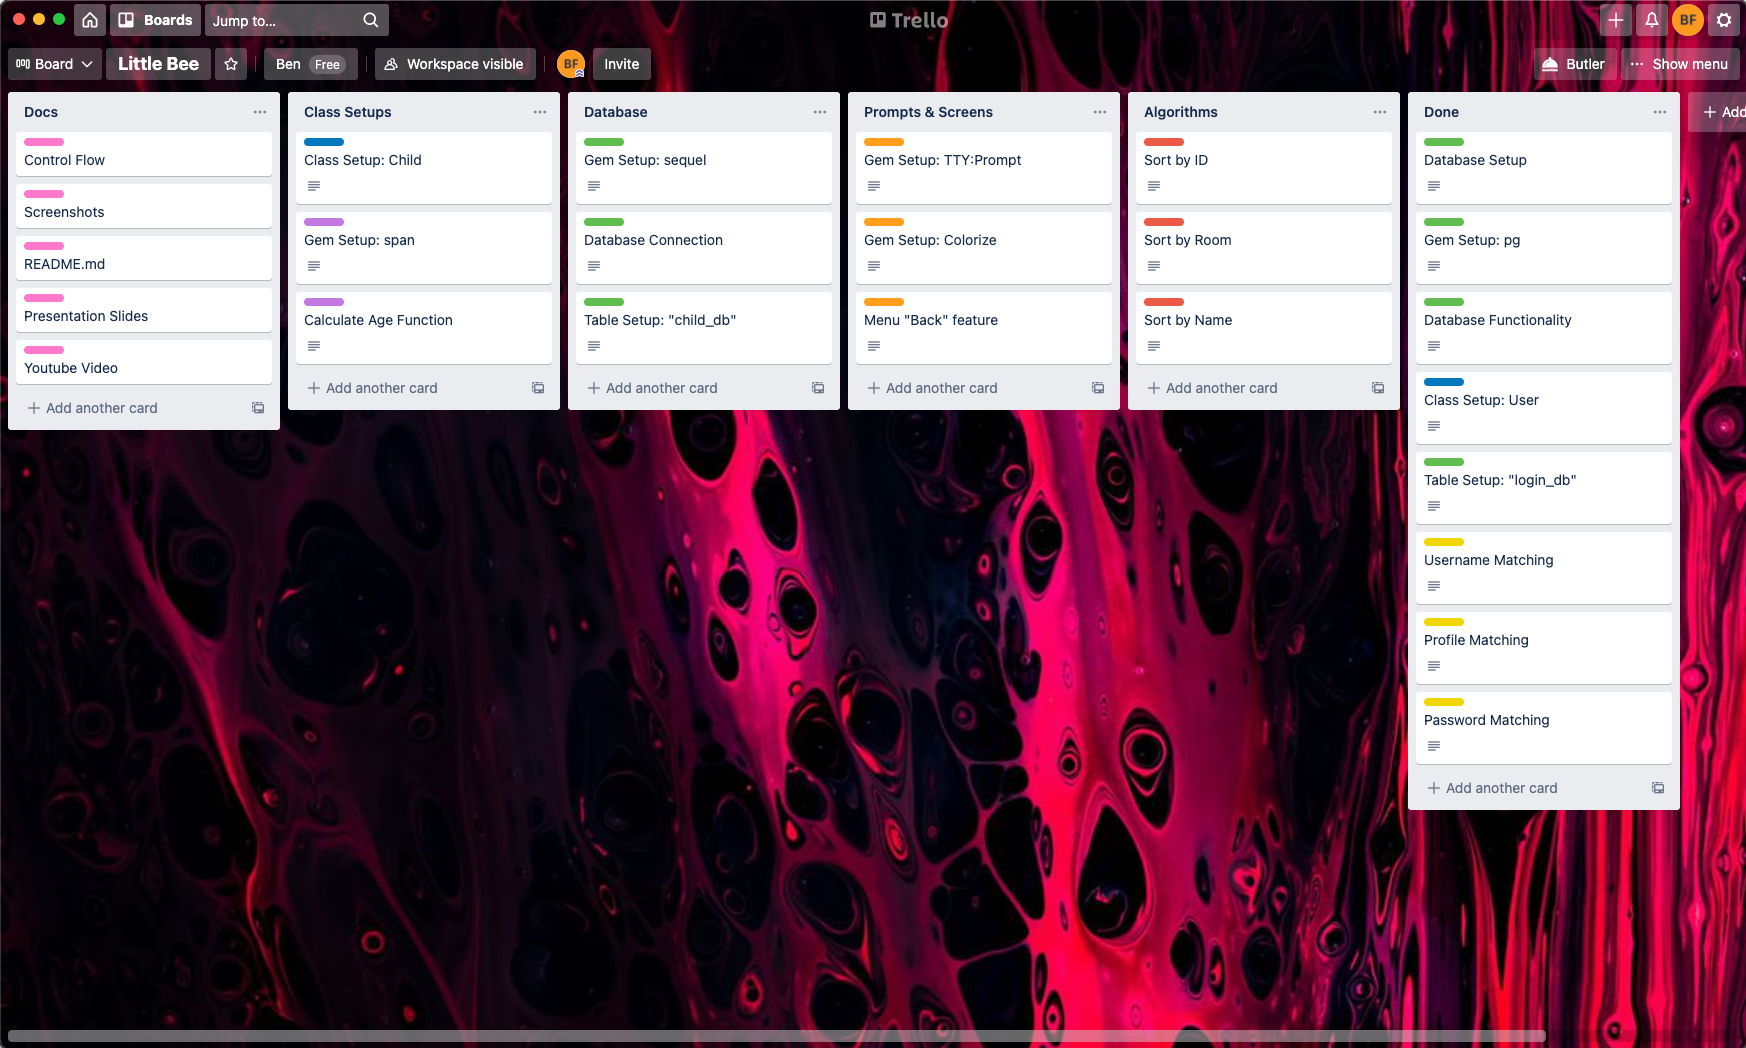 Boards
Jump to...
Trello
BF
Board
Little Bee
Ben Free
Workspace visible
BF
Invite
Butler
Show menu
Docs
Control Flow
Screenshots
README.md
Presentation Slides
Youtube Video
Add another card
Class Setups
Class Setup: Child
Gem Setup: span
Calculate Age Function
Add another card
Database
Gem Setup: sequel
Database Connection
Table Setup: "child_db"
Add another card
Prompts & Screens
Gem Setup: TTY:Prompt
Gem Setup: Colorize
Menu "Back" feature
Add another card
Algorithms
Sort by ID
Sort by Room
Sort by Name
Add another card
Done
Database Setup
Gem Setup: pg
Database Functionality
Class Setup: User
Table Setup: "login_db"
Username Matching
Profile Matching
Password Matching
Add another card
Add